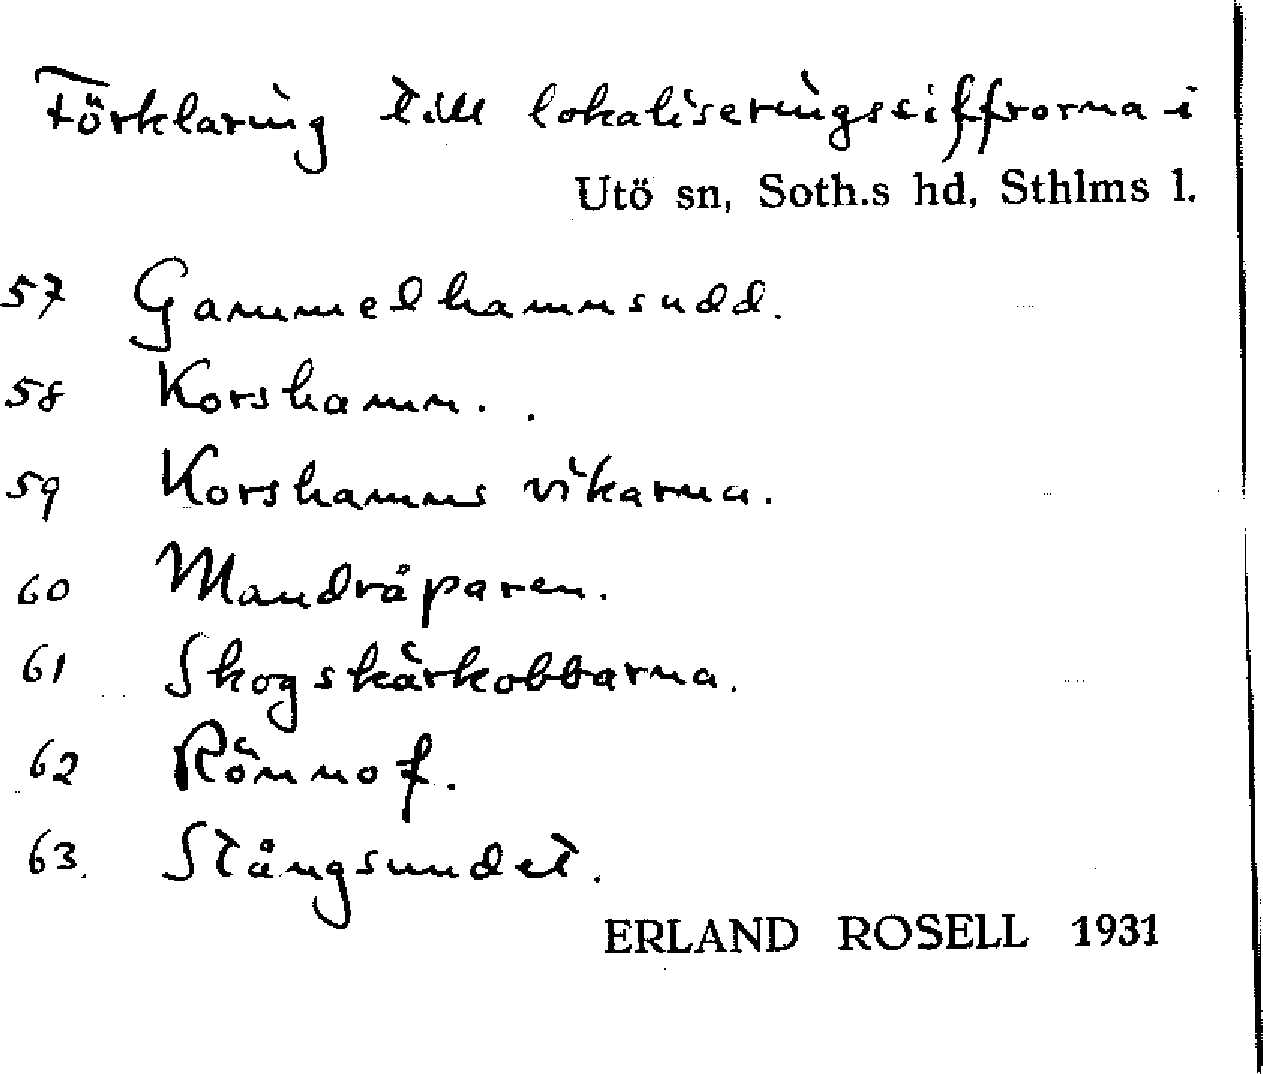 Förklaring till lokaliseringssiffrorna i
Utö sn, Soth.s hd, Sthlms l.
57 Gammelhamnsudd.
58 Korshamn.
59 Korshamns vikarna.
60 Mandråparen.
61 Skogskärkobbarna.
62 Rönnof.
63. Stångsundet.
ERLAND ROSELL 1931